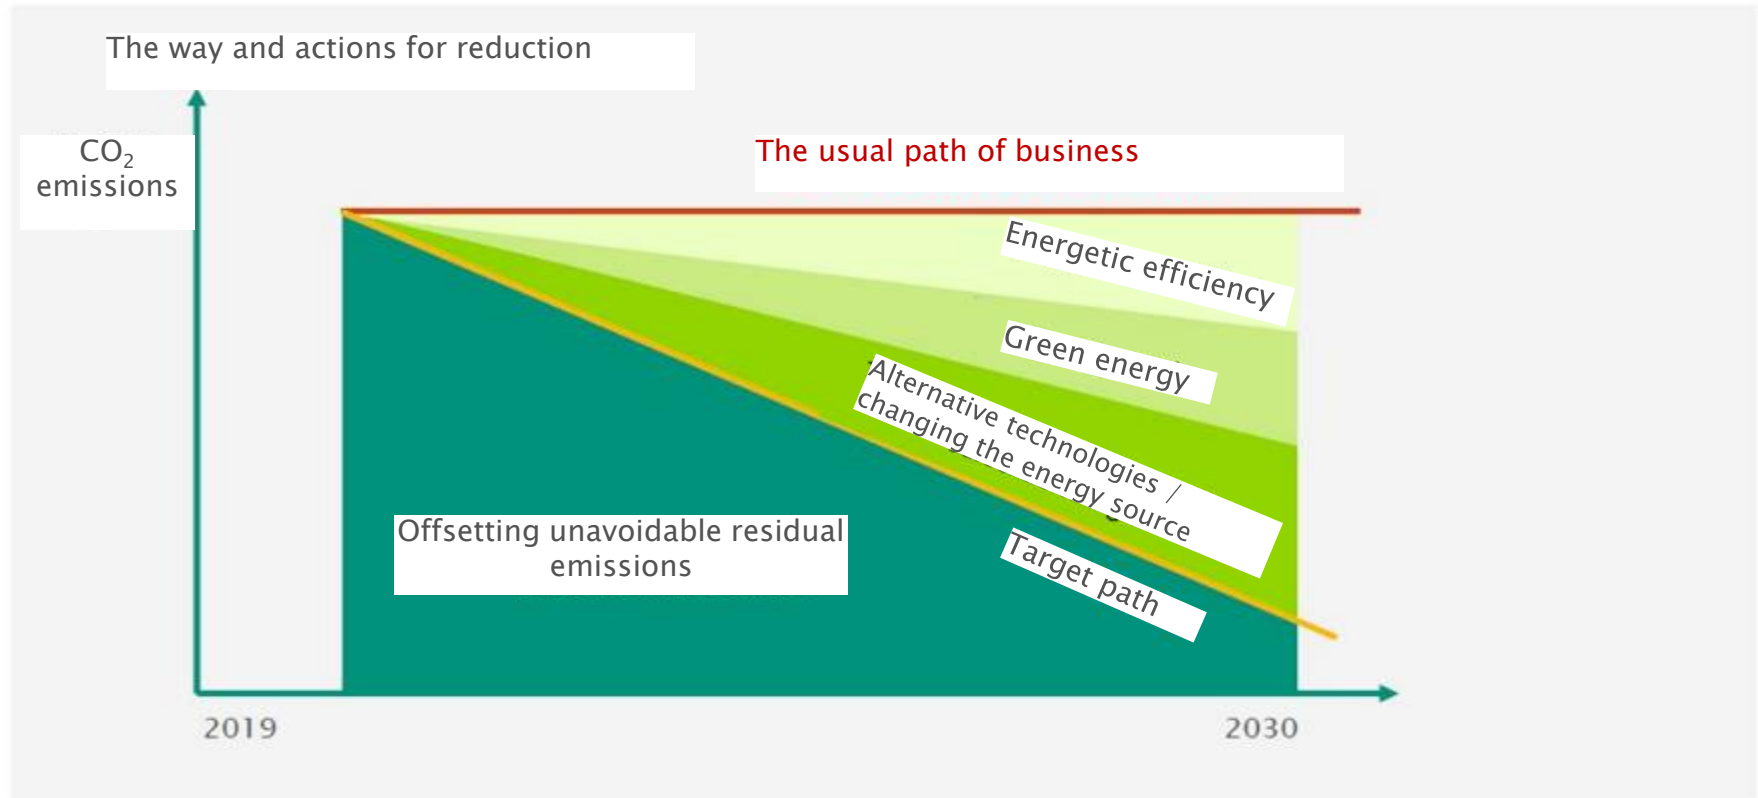 The way and actions for reduction
CO₂
emissions
The usual path of business
Energetic efficiency
Green energy
Alternative technologies /
changing the energy source
Target path
Offsetting unavoidable residual
emissions
2019
2030